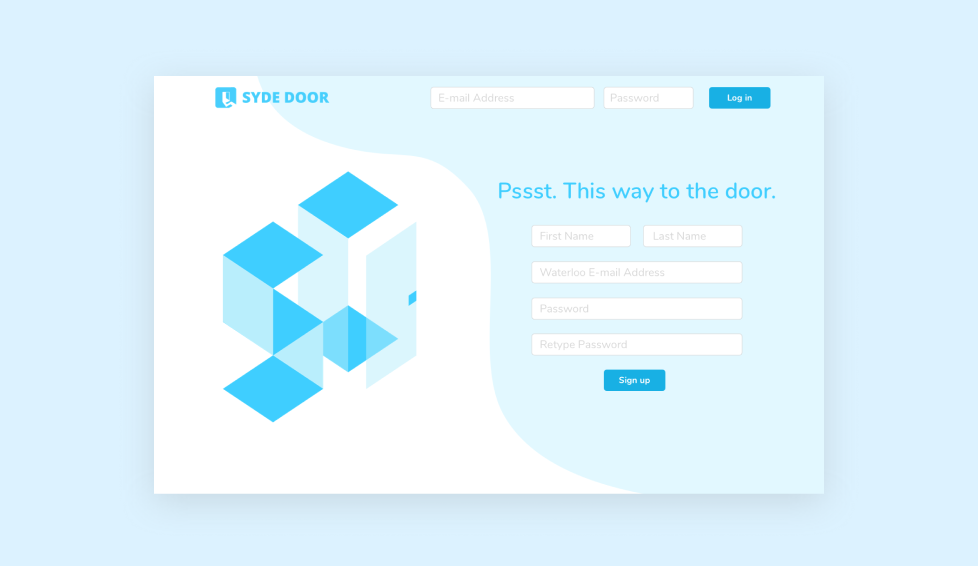 SYDE DOOR
E-mail Address
Password
Log in
Pssst. This way to the door.
First Name
Last Name
Waterloo E-mail Address
Password
Retype Password
Sign up